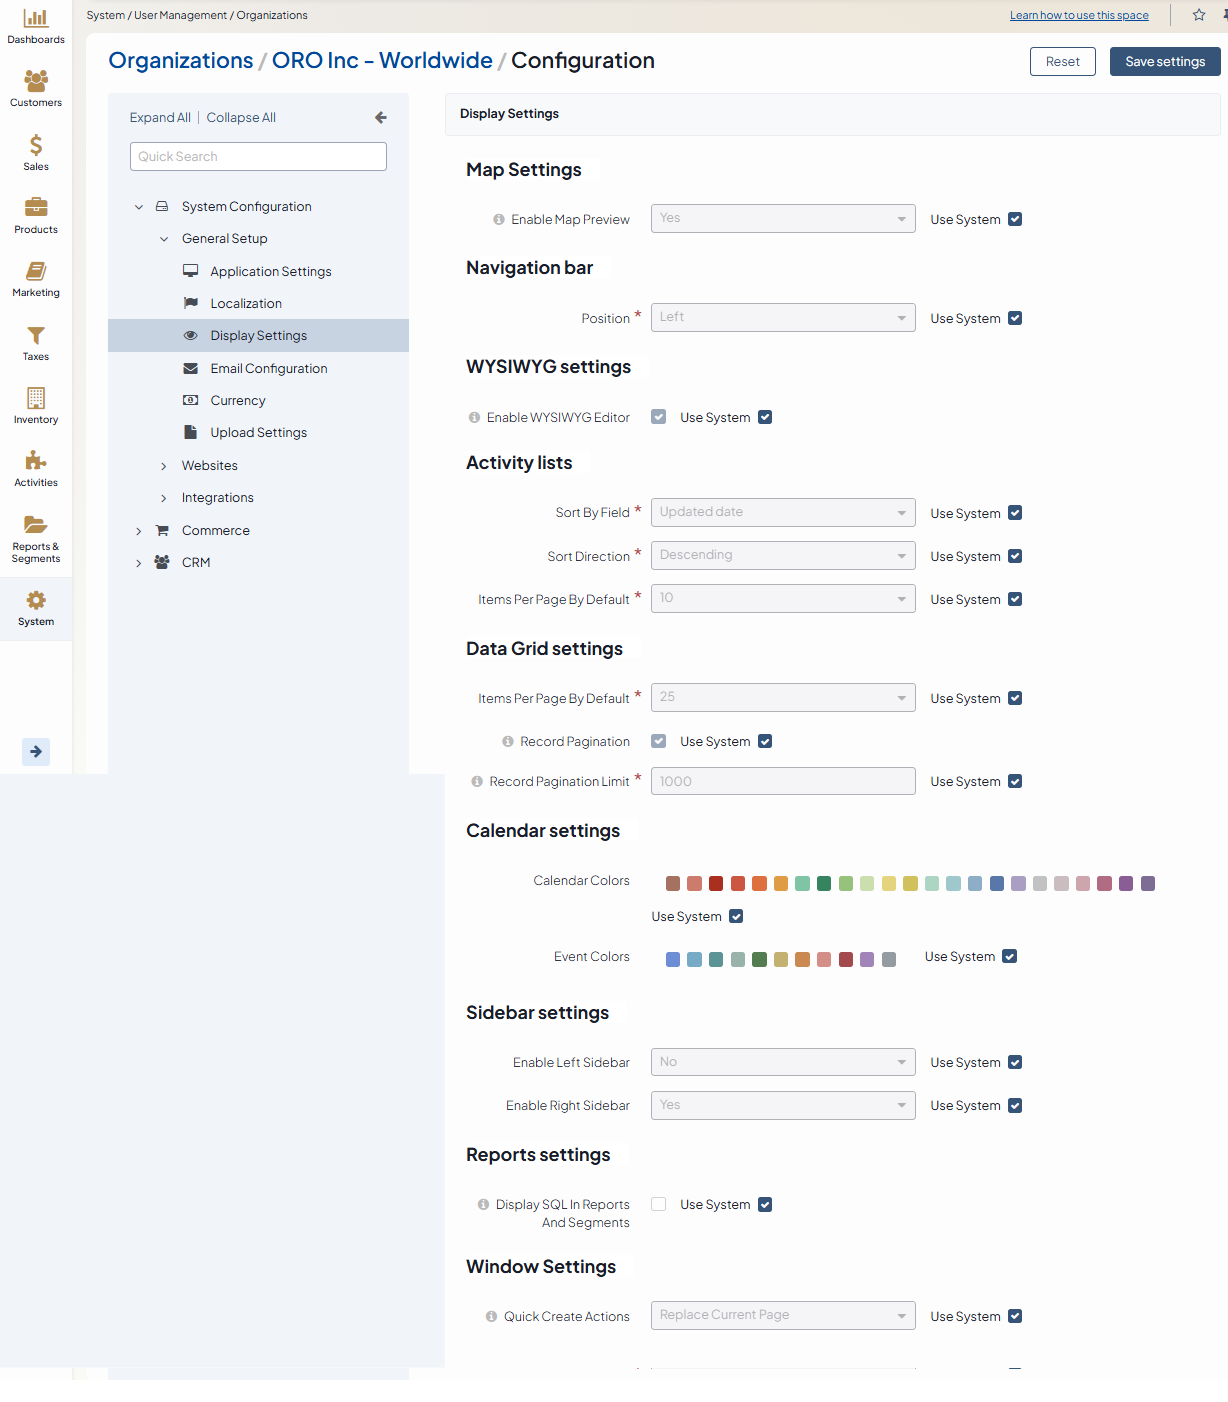 System / User Management / Organizations
Learn how to use this space
Dashboards
Customers
Sales
Products
Marketing
Taxes
Inventory
Activities
Reports &
Segments
System
Organizations / ORO Inc - Worldwide / Configuration
Reset
Save settings
Expand All | Collapse All
Quick Search
System Configuration
General Setup
Application Settings
Localization
Display Settings
Email Configuration
Currency
Upload Settings
Websites
Integrations
Commerce
CRM
Display Settings
Map Settings
Enable Map Preview Yes Use System
Navigation bar
Position * Left Use System
WYSIWYG settings
Enable WYSIWYG Editor Use System
Activity lists
Sort By Field * Updated date Use System
Sort Direction * Descending Use System
Items Per Page By Default * 10 Use System
Data Grid settings
Items Per Page By Default * 25 Use System
Record Pagination Use System
Record Pagination Limit * 1000 Use System
Calendar settings
Calendar Colors
Use System
Event Colors Use System
Sidebar settings
Enable Left Sidebar No Use System
Enable Right Sidebar Yes Use System
Reports settings
Display SQL In Reports Use System
And Segments
Window Settings
Quick Create Actions Replace Current Page Use System